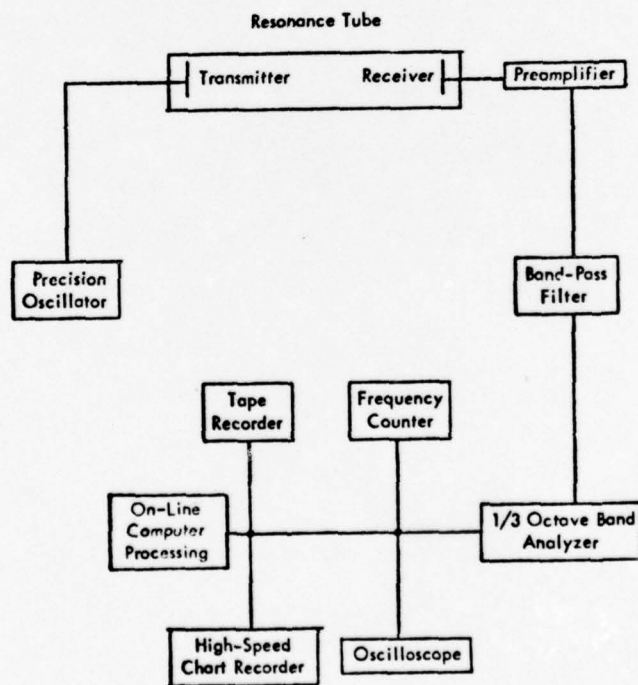 Resonance Tube
Transmitter
Receiver
Preamplifier
Precision
Oscillator
Band-Pass
Filter
Tape
Recorder
Frequency
Counter
On-Line
Computer
Processing
1/3 Octave Band
Analyzer
High-Speed
Chart Recorder
Oscilloscope